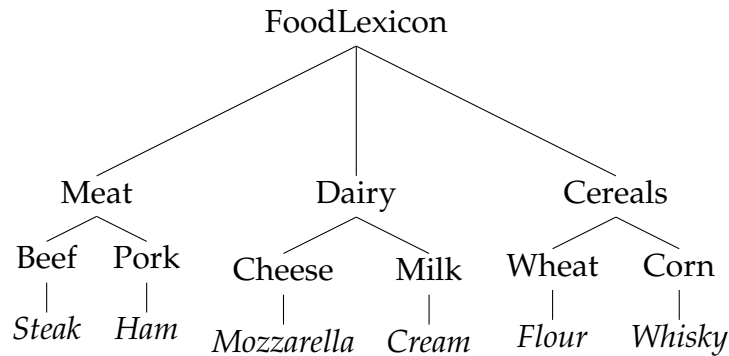 FoodLexicon
Meat Dairy Cereals
Beef Pork Cheese Milk Wheat Corn
Steak Ham Mozzarella Cream Flour Whisky